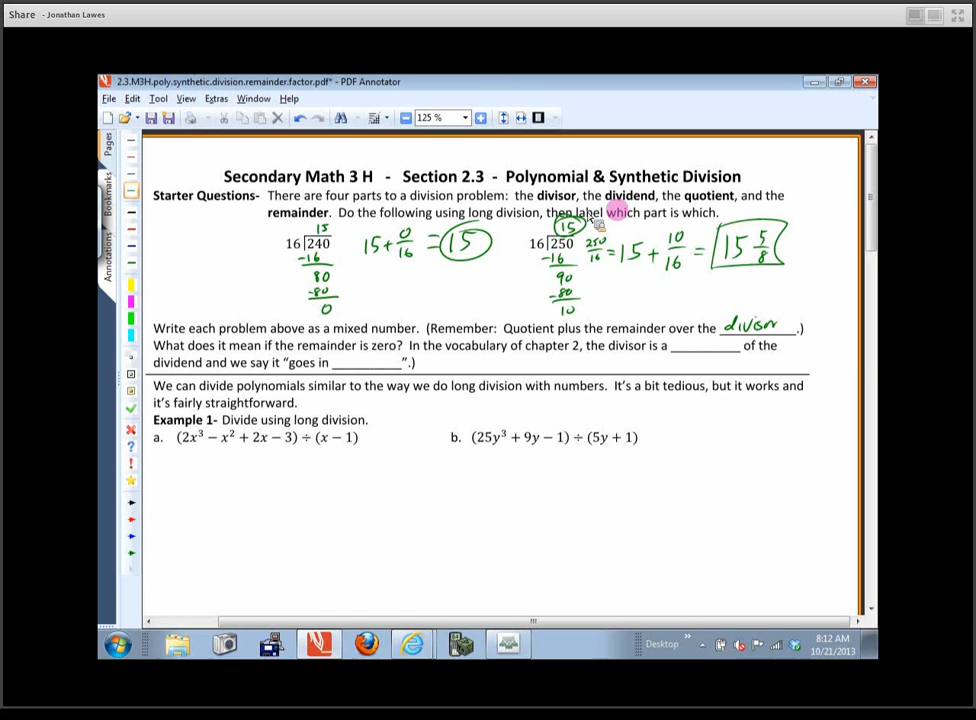 Share - Jonathan Lawes
2.3.M3H.poly.synthetic.division.remainder.factor.pdf* - PDF Annotator
File Edit Tool View Extras Window Help
125 %
Pages
Bookmarks
Annotations
Secondary Math 3 H - Section 2.3 - Polynomial & Synthetic Division
Starter Questions- There are four parts to a division problem: the divisor, the dividend, the quotient, and the
remainder. Do the following using long division, then label which part is which.
15
16 240
-16
80
-80
0
15 + 0/16 = 15
15
16 250
-16
90
-80
10
250/16 = 15 + 10/16 = 15 5/8
Write each problem above as a mixed number. (Remember: Quotient plus the remainder over the divisor.)
What does it mean if the remainder is zero? In the vocabulary of chapter 2, the divisor is a __________ of the
dividend and we say it “goes in __________”.)
We can divide polynomials similar to the way we do long division with numbers. It’s a bit tedious, but it works and
it’s fairly straightforward.
Example 1- Divide using long division.
a. (2x³ − x² + 2x − 3) ÷ (x − 1) b. (25y³ + 9y − 1) ÷ (5y + 1)
Desktop
8:12 AM
10/21/2013